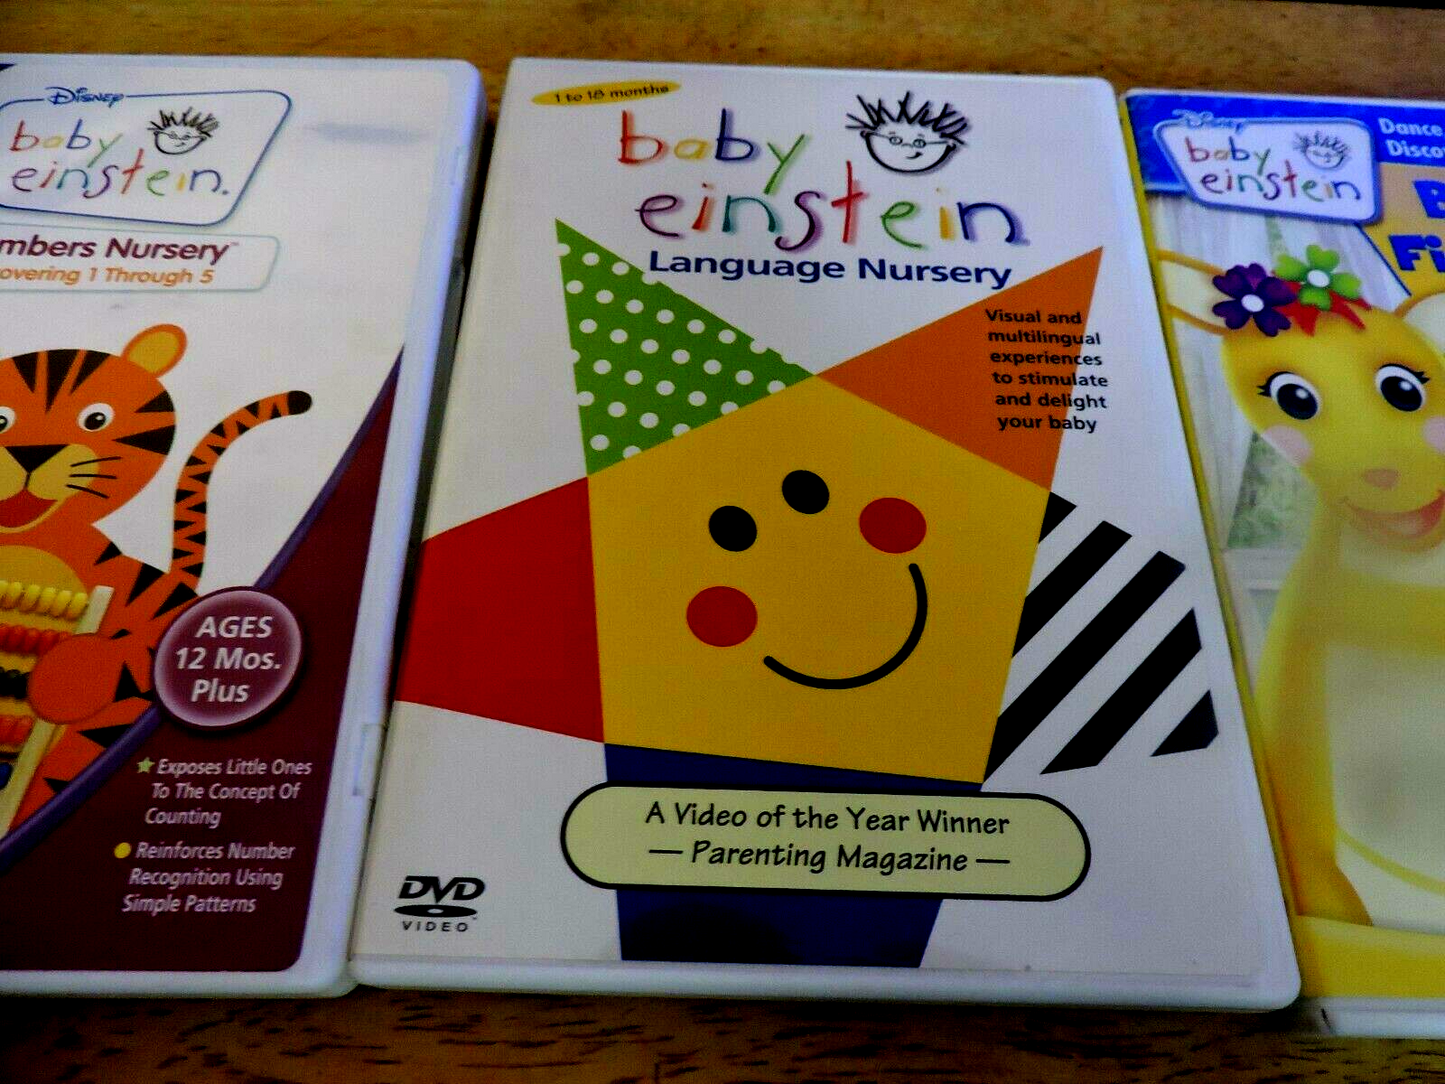 Disney
baby
einstein.
mbers Nursery™
overing 1 Through 5
AGES
12 Mos.
Plus
Exposes Little Ones
To The Concept Of
Counting
Reinforces Number
Recognition Using
Simple Patterns
1 to 18 months
baby
einstein
Language Nursery
Visual and
multilingual
experiences
to stimulate
and delight
your baby
A Video of the Year Winner
— Parenting Magazine —
DVD
VIDEO
Disney
baby
einstein
Dance
Disco
B
Fi